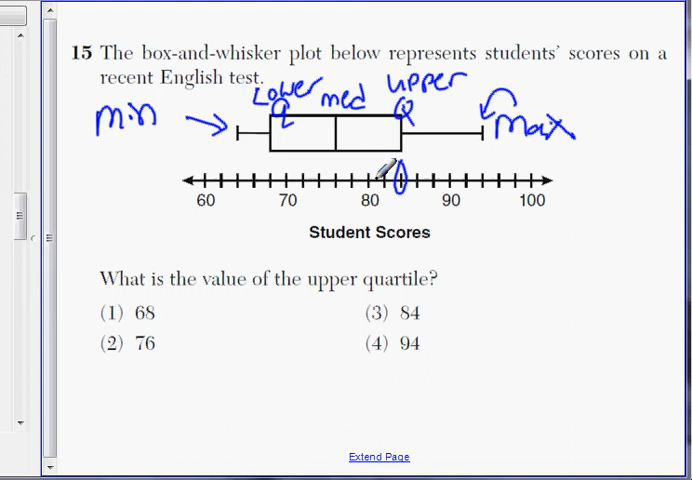 15 The box-and-whisker plot below represents students' scores on a
recent English test.
Lower med upper
Q Q
min max
60 70 80 90 100
Student Scores
What is the value of the upper quartile?
(1) 68 (3) 84
(2) 76 (4) 94
Extend Page